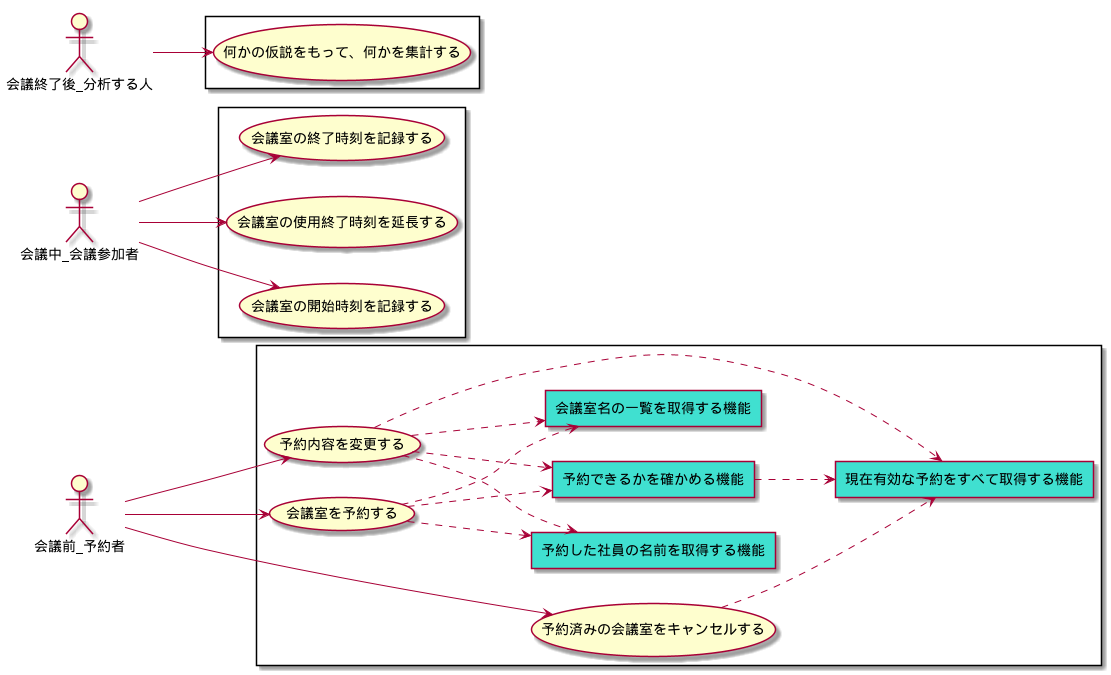 何かの仮説をもって、何かを集計する
会議終了後_分析する人
会議室の終了時刻を記録する
会議室の使用終了時刻を延長する
会議中_会議参加者
会議室の開始時刻を記録する
会議室名の一覧を取得する機能
予約内容を変更する
予約できるかを確かめる機能
現在有効な予約をすべて取得する機能
会議室を予約する
会議前_予約者
予約した社員の名前を取得する機能
予約済みの会議室をキャンセルする